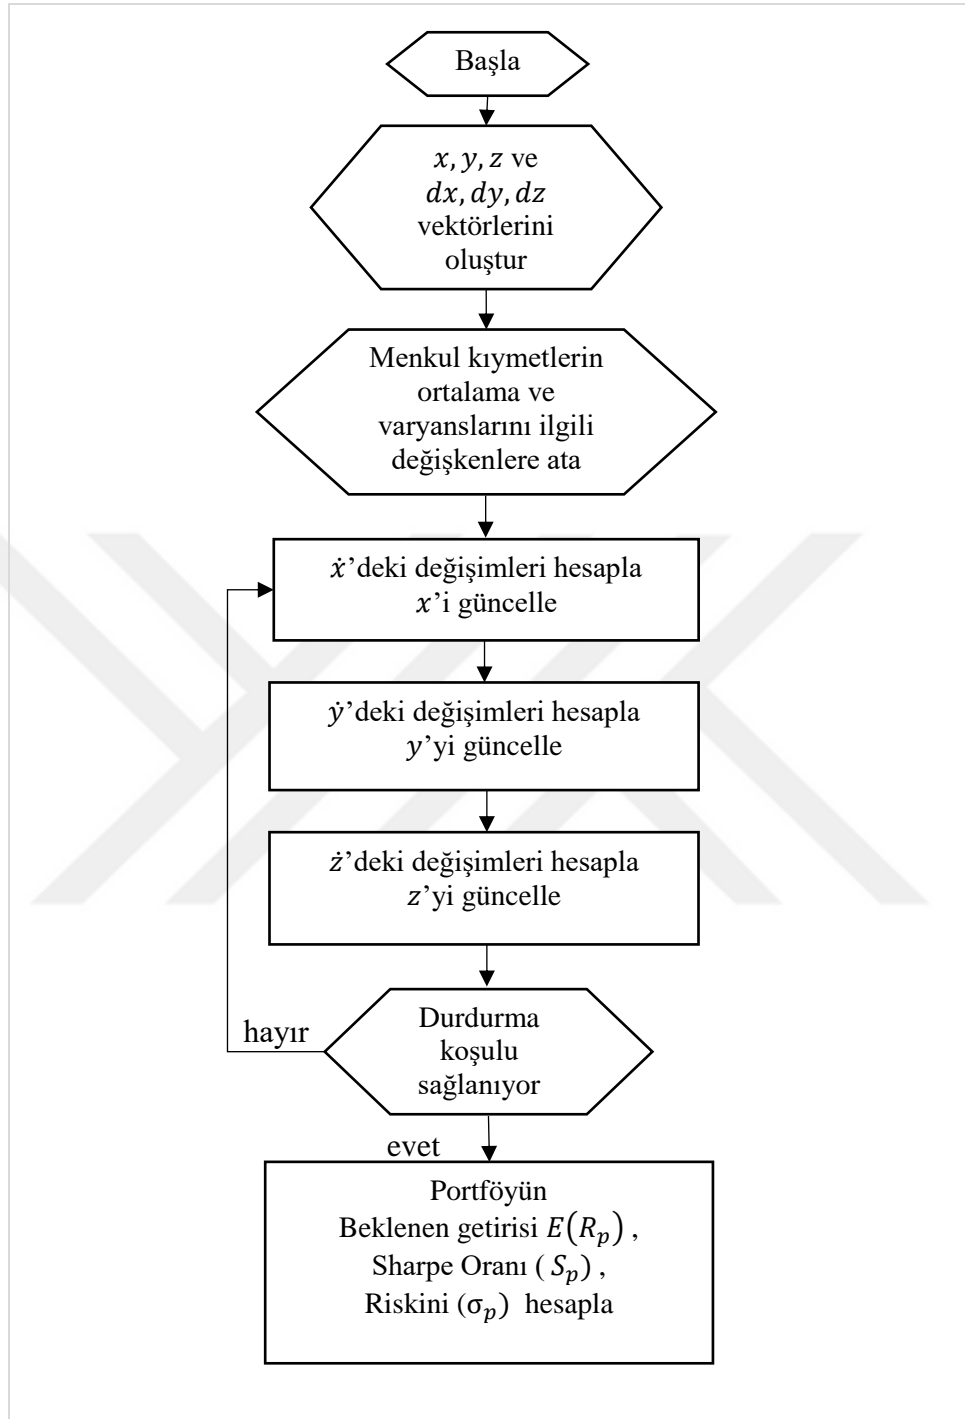 Başla
x, y, z ve
dx, dy, dz
vektörlerini
oluştur
Menkul kıymetlerin
ortalama ve
varyanslarını ilgili
değişkenlere ata
ẋ’deki değişimleri hesapla
x’i güncelle
ẏ’deki değişimleri hesapla
y’yi güncelle
ż’deki değişimleri hesapla
z’yi güncelle
hayır
Durdurma
koşulu
sağlanıyor
evet
Portföyün
Beklenen getirisi E(Rₚ) ,
Sharpe Oranı ( Sₚ) ,
Riskini (σₚ) hesapla